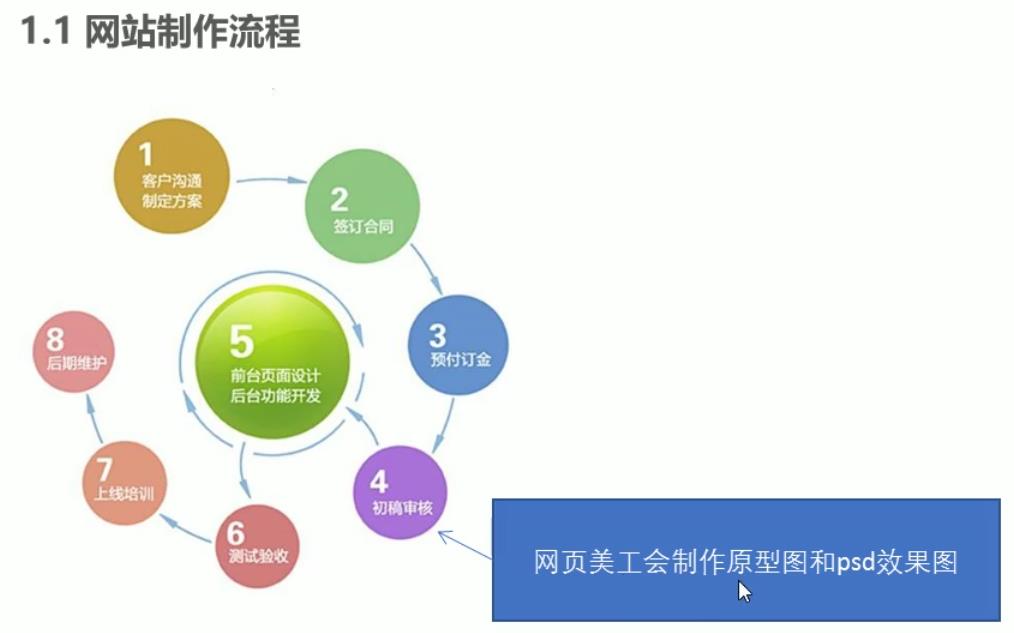 1.1 网站制作流程
1
客户沟通
制定方案
2
签订合同
3
预付订金
4
初稿审核
5
前台页面设计
后台功能开发
6
测试验收
7
上线培训
8
后期维护
网页美工会制作原型图和psd效果图